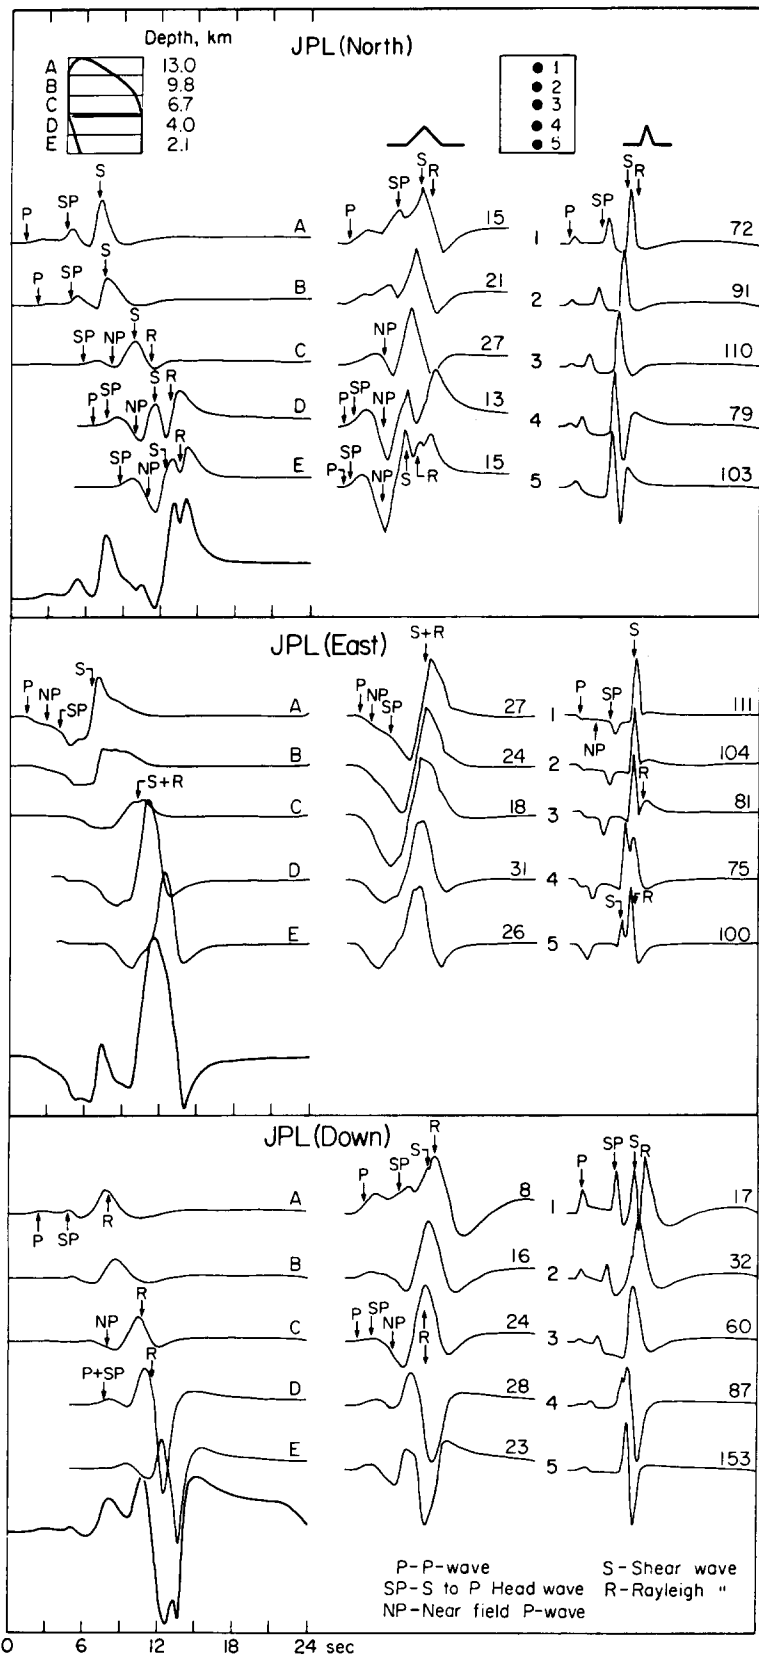 Depth, km
JPL (North)
A 13.0
B 9.8
C 6.7
D 4.0
E 2.1
1
2
3
4
5
S
P SP A
P SP S B
SP NP S R C
P SP NP S R D
SP NP S R E
P SP S R 15
21
NP 27
P SP NP 13
P SP NP S R 15
P SP S R 1 72
2 91
3 110
4 79
5 103
JPL (East)
P NP SP S A
B
S+R C
D
E
P NP SP S+R 27
24
18
31
26
P NP SP S 1 111
2 104
R 3 81
4 75
S R 5 100
JPL (Down)
P SP R A
B
NP R C
P+SP R D
E
P SP S R 8
16
P SP NP R 24
28
23
P SP S R 1 17
2 32
3 60
4 87
5 153
P-P-wave S-Shear wave
SP-S to P Head wave R-Rayleigh "
NP-Near field P-wave
0 6 12 18 24 sec